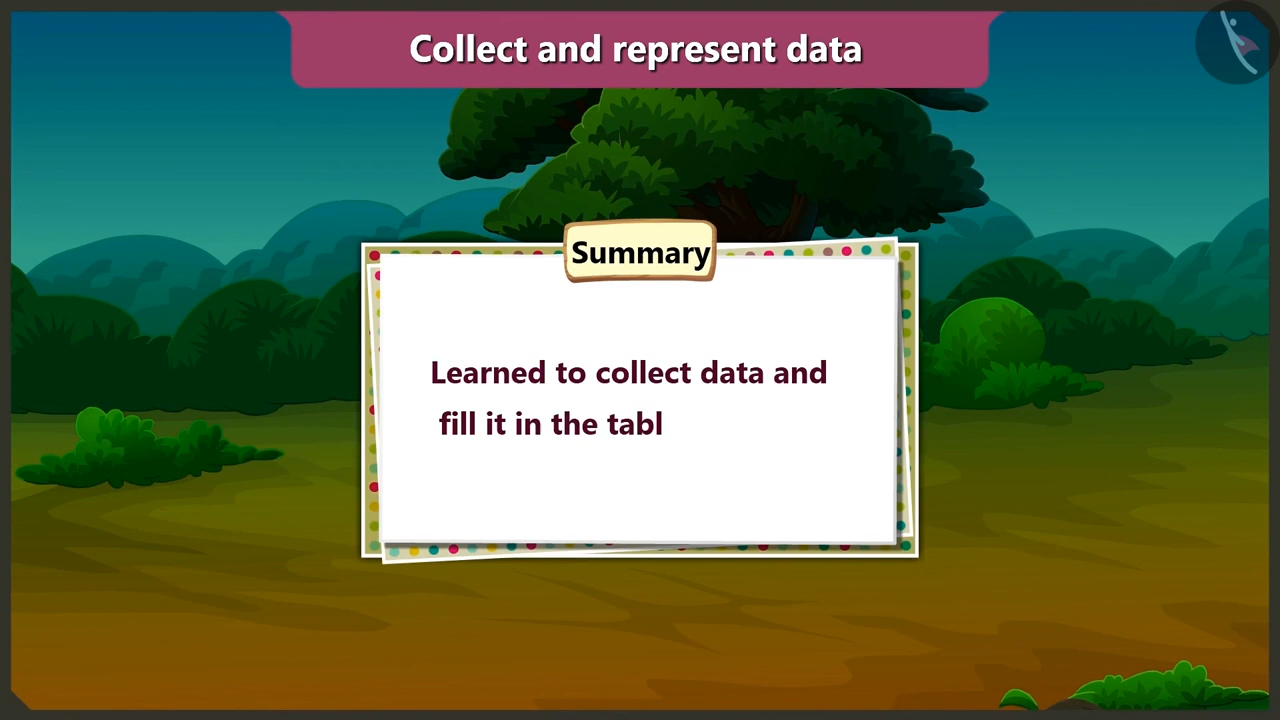 Collect and represent data
Summary
Learned to collect data and
fill it in the tabl